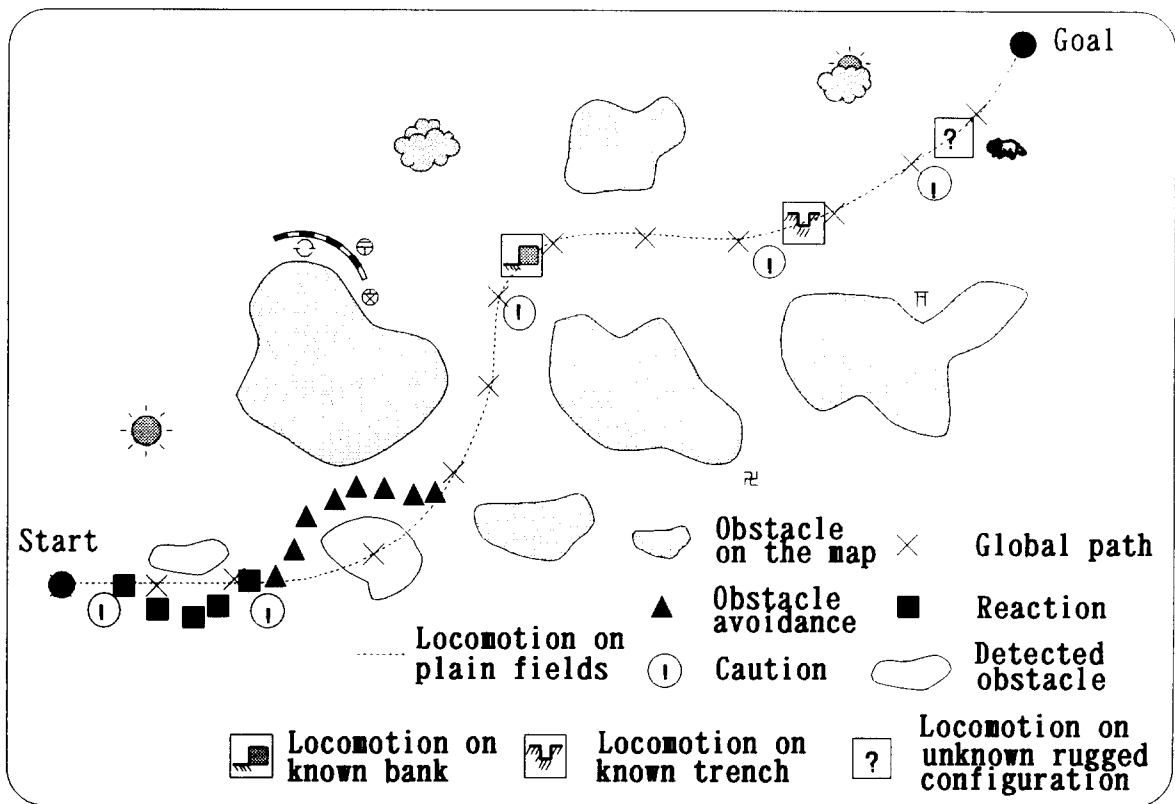 Goal
?
!
!
!
卍
Start
!
!
Obstacle
on the map
Global path
Obstacle
avoidance
Reaction
Locomotion on
plain fields
!
Caution
Detected
obstacle
Locomotion on
known bank
Locomotion on
known trench
?
Locomotion on
unknown rugged
configuration